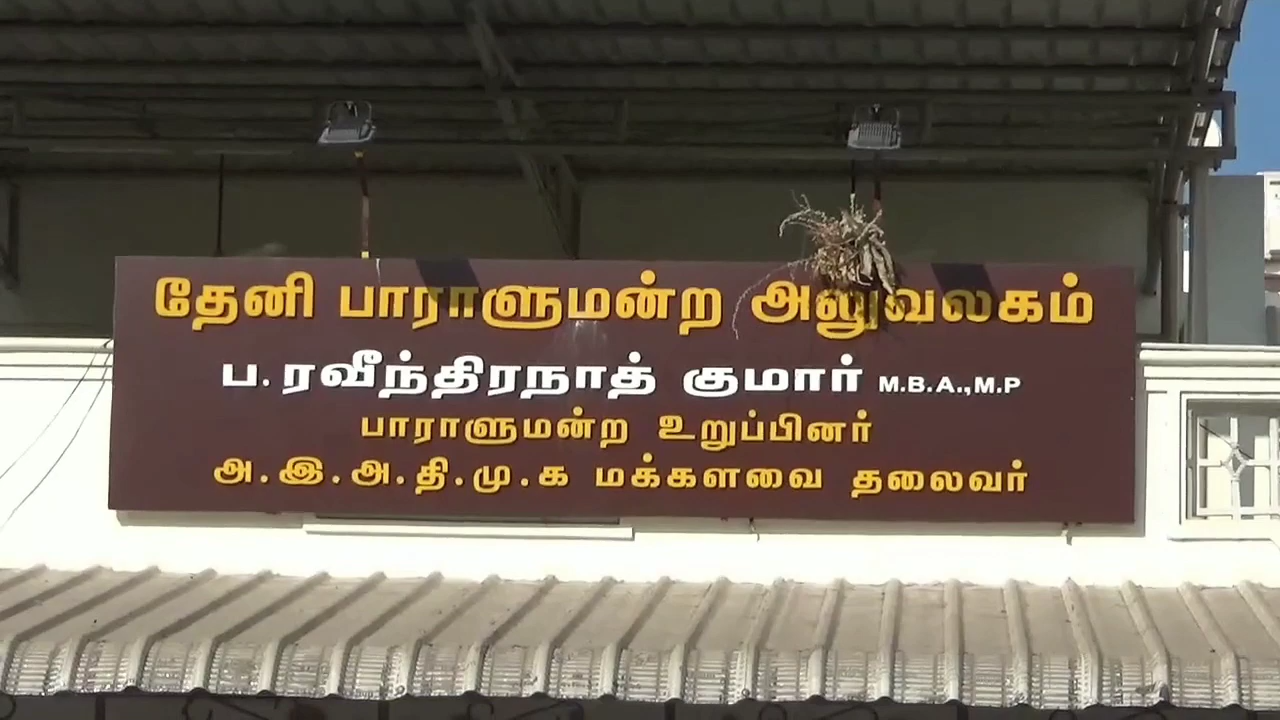 தேனி பாராளுமன்ற அலுவலகம்
ப. ரவீந்திரநாத் குமார் M.B.A.,M.P
பாராளுமன்ற உறுப்பினர்
அ.இ.அ.தி.மு.க மக்களவை தலைவர்